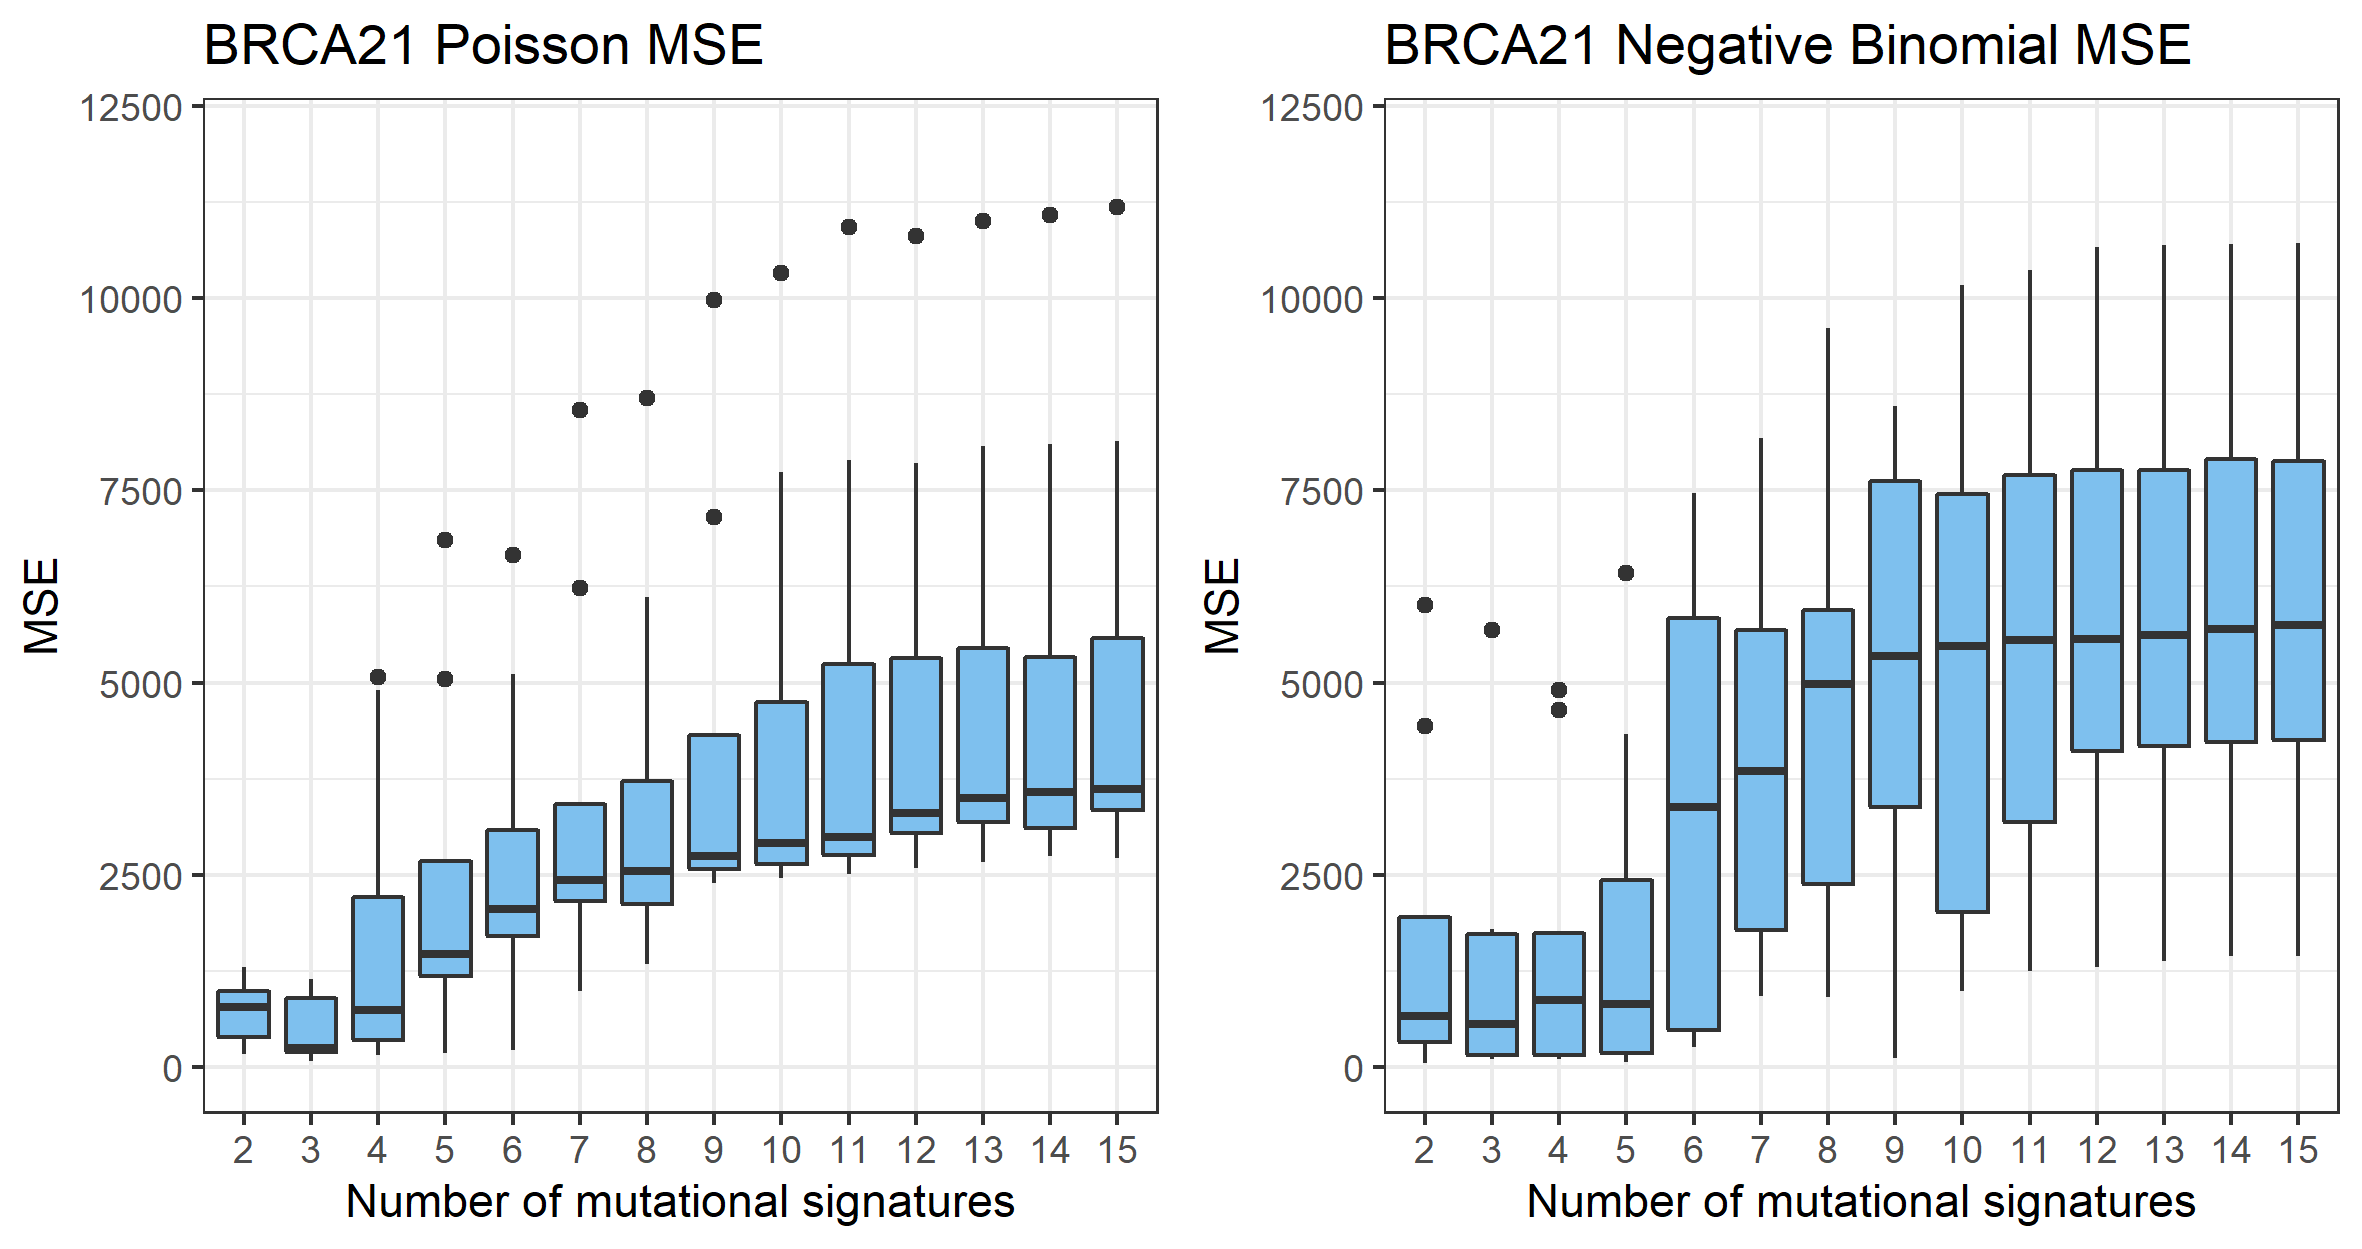 BRCA21 Poisson MSE
12500
10000
7500
5000
2500
0
MSE
2 3 4 5 6 7 8 9 10 11 12 13 14 15
Number of mutational signatures
BRCA21 Negative Binomial MSE
12500
10000
7500
5000
2500
0
MSE
2 3 4 5 6 7 8 9 10 11 12 13 14 15
Number of mutational signatures